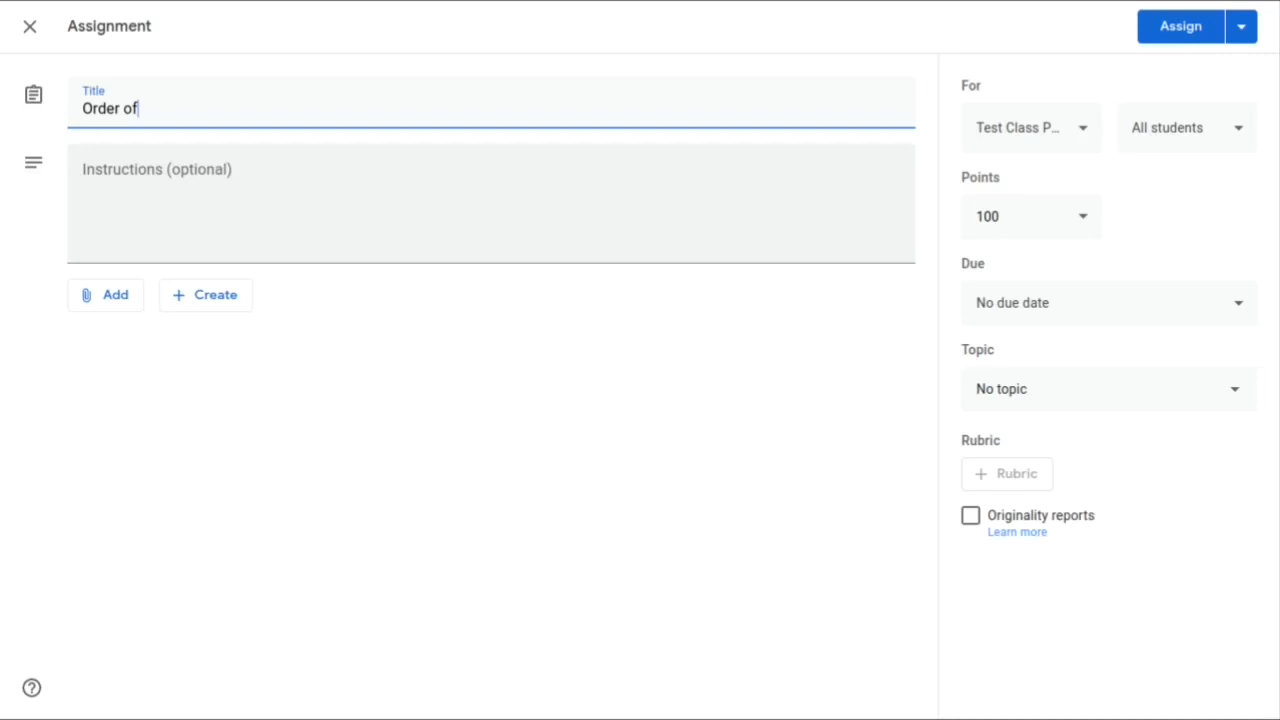 Assignment
Assign
Title
Order of
Instructions (optional)
Add
Create
For
Test Class P...
All students
Points
100
Due
No due date
Topic
No topic
Rubric
Rubric
Originality reports
Learn more